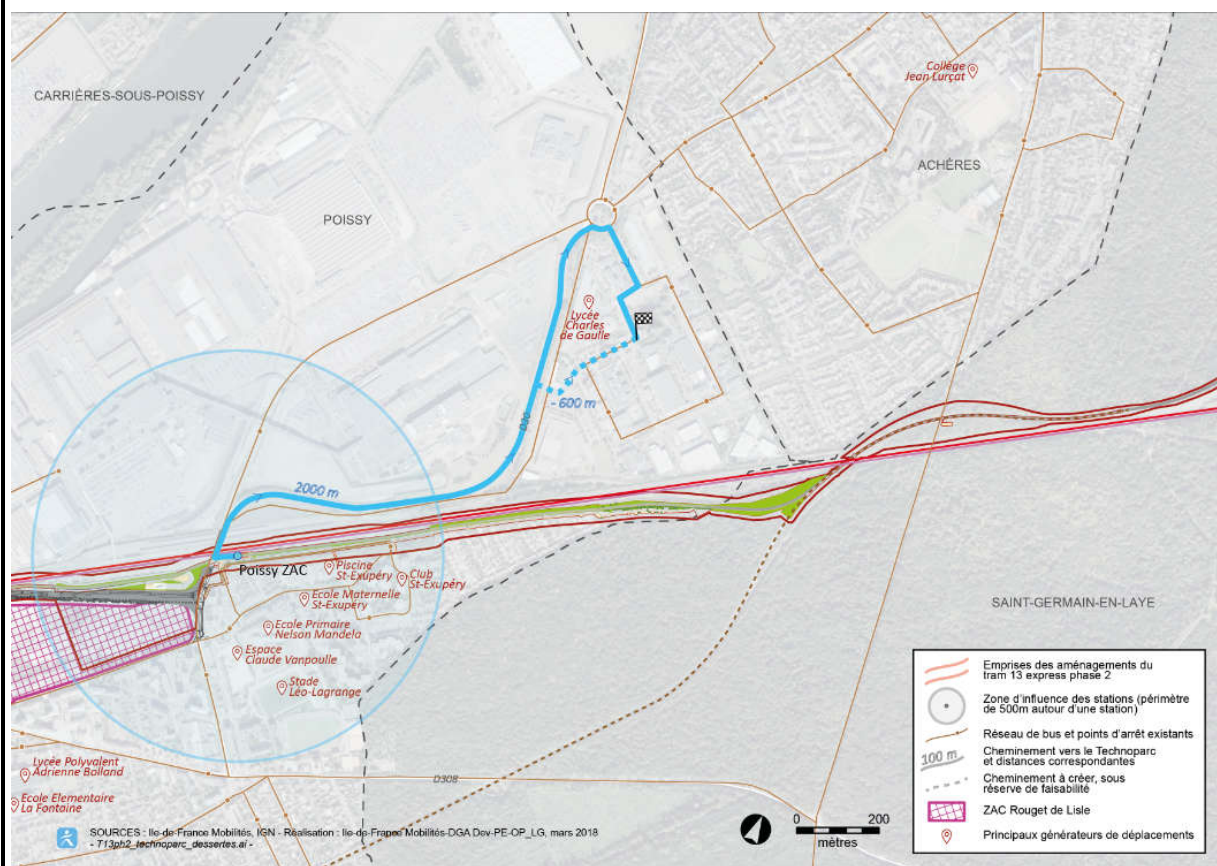 Collège
Jean Lurçat
CARRIÈRES-SOUS-POISSY
ACHÈRES
POISSY
Lycée
Charles
de Gaulle
- 600 m
D30
2000 m
Poissy ZAC
Piscine
St-Exupéry
Club
St-Exupéry
Ecole Maternelle
St-Exupéry
Ecole Primaire
Nelson Mandela
Espace
Claude Vanpoulle
Stade
Léo-Lagrange
SAINT-GERMAIN-EN-LAYE
Lycée Polyvalent
Adrienne Bolland
Ecole Elementaire
La Fontaine
D308
Emprises des aménagements du
tram 13 express phase 2
Zone d'influence des stations (périmètre
de 500m autour d'une station)
Réseau de bus et points d'arrêt existants
100 m
Cheminement vers le Technoparc
et distances correspondantes
Cheminement à créer, sous
réserve de faisabilité
ZAC Rouget de Lisle
Principaux générateurs de déplacements
SOURCES : Ile-de-France Mobilités, IGN - Réalisation : Ile-de-France Mobilités-DGA Dev-PE-OP_LG, mars 2018
- T13ph2_technoparc_dessertes.ai -
0 200
mètres